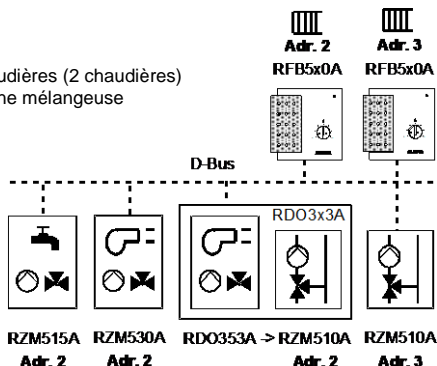 Adr. 2 Adr. 3
RFB5x0A RFB5x0A
udières (2 chaudières)
ne mélangeuse
D-Bus
RDO3x3A
RZM515A RZM530A RDO353A -> RZM510A RZM510A
Adr. 2 Adr. 2 Adr. 2 Adr. 3